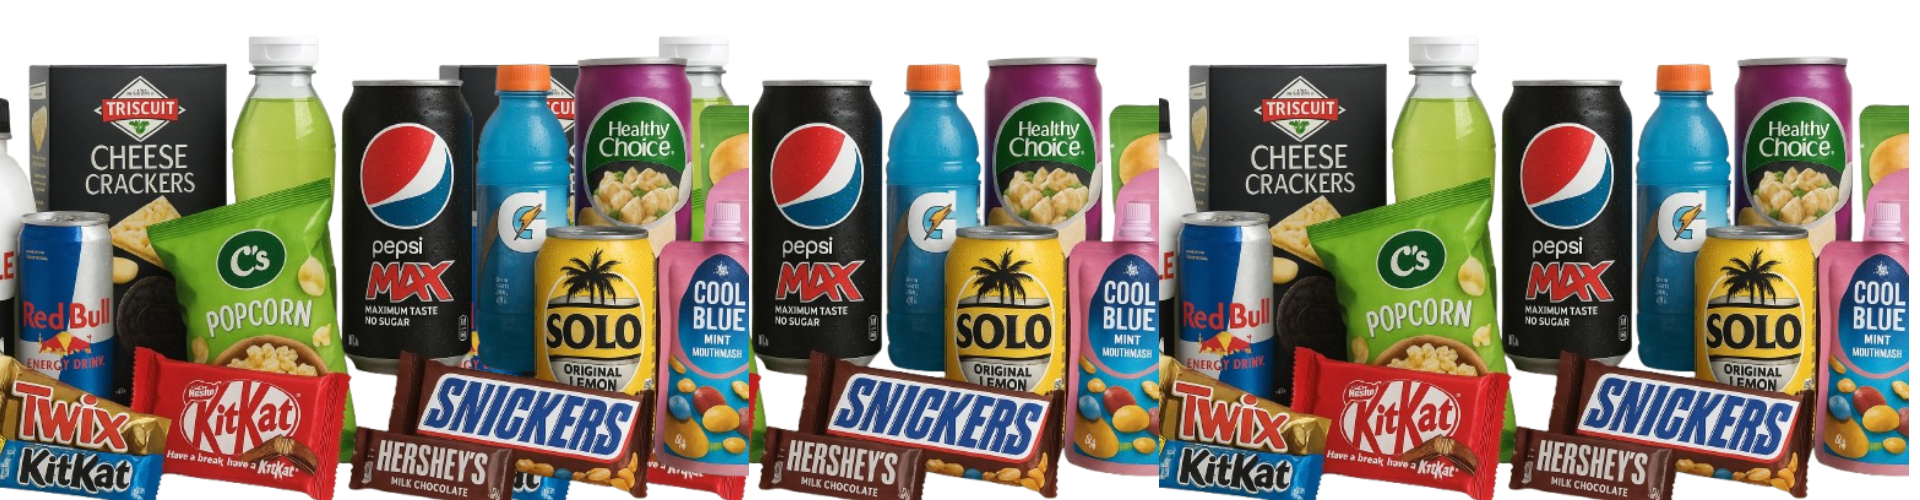 TRISCUIT
CHEESE
CRACKERS
Red Bull
ENERGY DRINY.
C's
POPCORN
Twix
KitKat
Nesho
KitKat
Have a break, have a KitKat
pepsi
MAX
MAXIMUM TASTE
NO SUGAR
G
Healthy
Choice
SOLO
ORIGINAL
LEMON
COOL
BLUE
MINT
MOUTHMASH
SNICKERS
HERSHEY'S
MILK CHOCOLATE
pepsi
MAX
MAXIMUM TASTE
NO SUGAR
G
Healthy
Choice
SOLO
ORIGINAL
LEMON
COOL
BLUE
MINT
MOUTHMASH
SNICKERS
HERSHEY'S
MILK CHOCOLATE
TRISCUIT
CHEESE
CRACKERS
Red Bull
ENERGY DRINY.
C's
POPCORN
Twix
KitKat
Nesho
KitKat
Have a break, have a KitKat
pepsi
MAX
MAXIMUM TASTE
NO SUGAR
G
Healthy
Choice
SOLO
ORIGINAL
LEMON
COOL
BLUE
MINT
MOUTHMASH
SNICKERS
HERSHEY'S
MILK CHOCOLATE